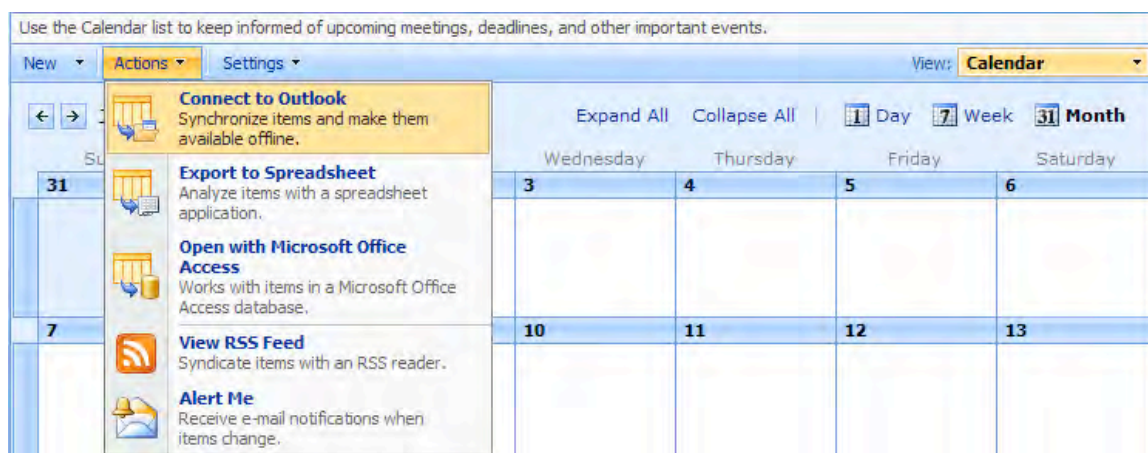 Use the Calendar list to keep informed of upcoming meetings, deadlines, and other important events.
New Actions Settings View: Calendar
Expand All Collapse All | 1 Day 7 Week 31 Month
Su Wednesday Thursday Friday Saturday
31 3 4 5 6
7 10 11 12 13
Connect to Outlook
Synchronize items and make them
available offline.
Export to Spreadsheet
Analyze items with a spreadsheet
application.
Open with Microsoft Office
Access
Works with items in a Microsoft Office
Access database.
View RSS Feed
Syndicate items with an RSS reader.
Alert Me
Receive e-mail notifications when
items change.